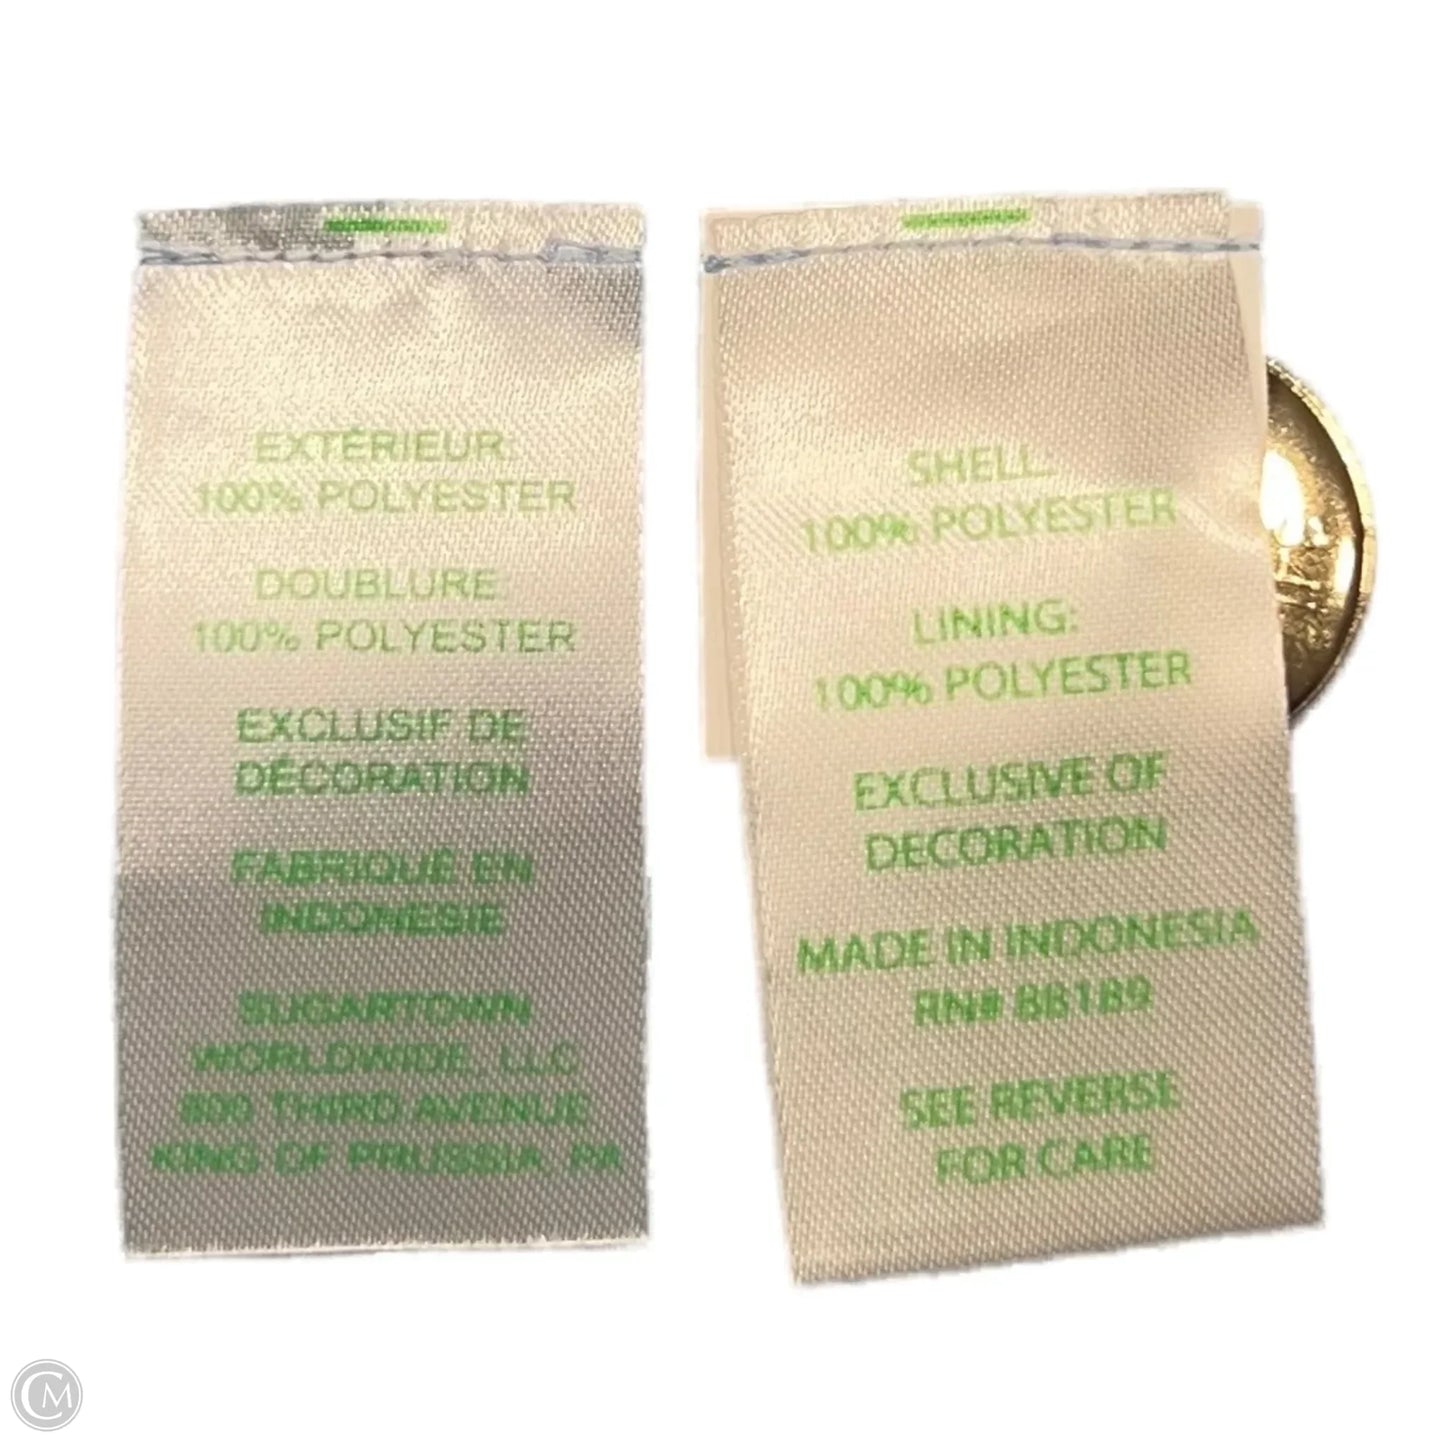 EXTÉRIEUR:
100% POLYESTER
DOUBLURE
100% POLYESTER
EXCLUSIF DE
DÉCORATION
FABRIQUÉ EN
INDONÉSIE
SUGARTOWN
WORLDWIDE, LLC
800 THIRD AVENUE
KING OF PRUSSIA, PA
SHELL:
100% POLYESTER
LINING:
100% POLYESTER
EXCLUSIVE OF
DECORATION
MADE IN INDONESIA
RN# 88189
SEE REVERSE
FOR CARE
CM